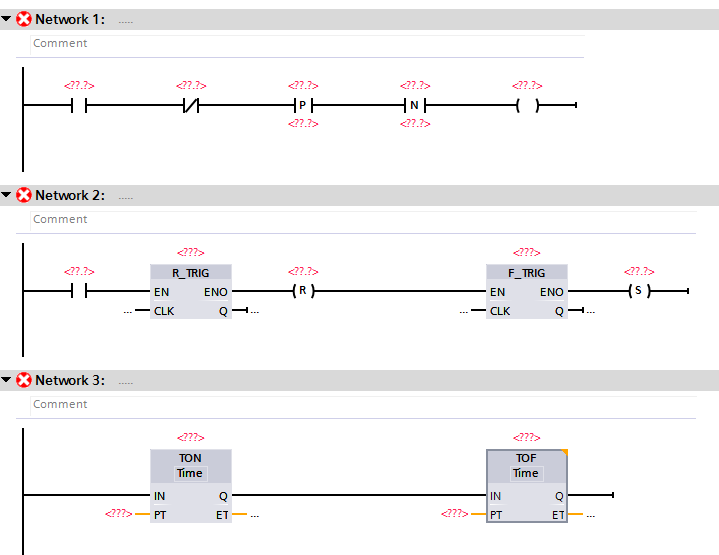 Network 1: .....
Comment
<??.?> <??.?> <??.?> <??.?> <??.?>
P N
<??.?> <??.?>
Network 2: .....
Comment
<???> <???>
<??.?> R_TRIG <??.?> F_TRIG <??.?>
EN ENO R EN ENO S
... CLK Q ... ... CLK Q ...
Network 3: .....
Comment
<???> <???>
TON TOF
Time Time
IN Q IN Q
<???> PT ET ... <???> PT ET ...